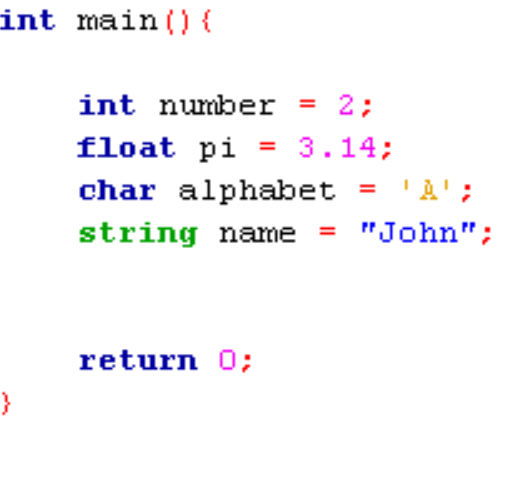 int main(){
int number = 2;
float pi = 3.14;
char alphabet = 'A';
string name = "John";
return 0;
}